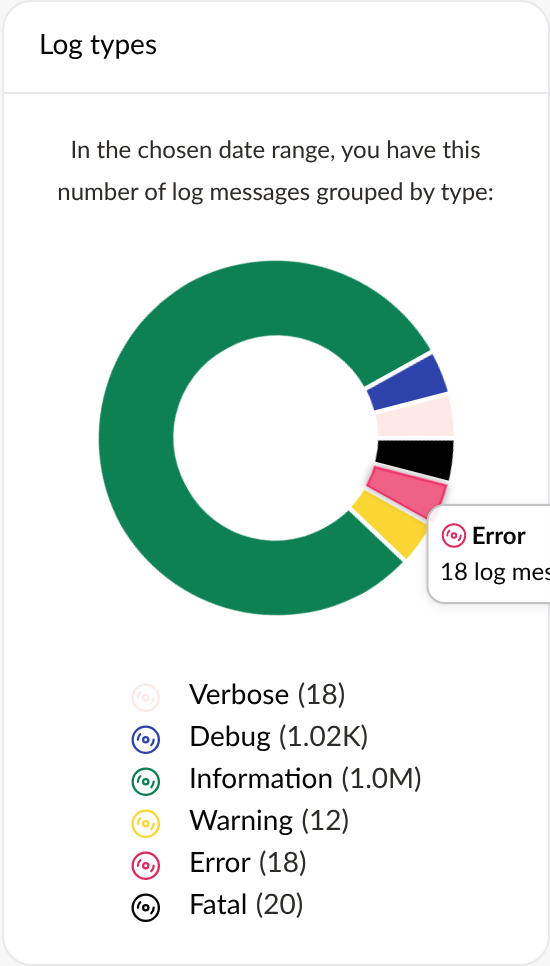 Log types
In the chosen date range, you have this
number of log messages grouped by type:
Error
18 log mes
Verbose (18)
Debug (1.02K)
Information (1.0M)
Warning (12)
Error (18)
Fatal (20)